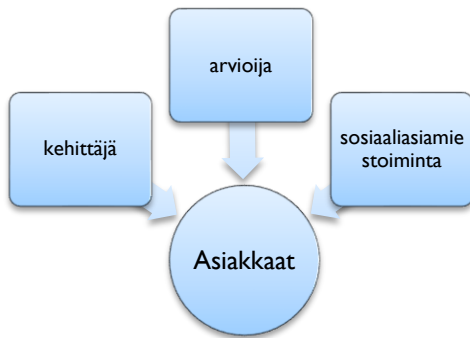 arvioija
kehittäjä
sosiaaliasiamie
stoiminta
Asiakkaat